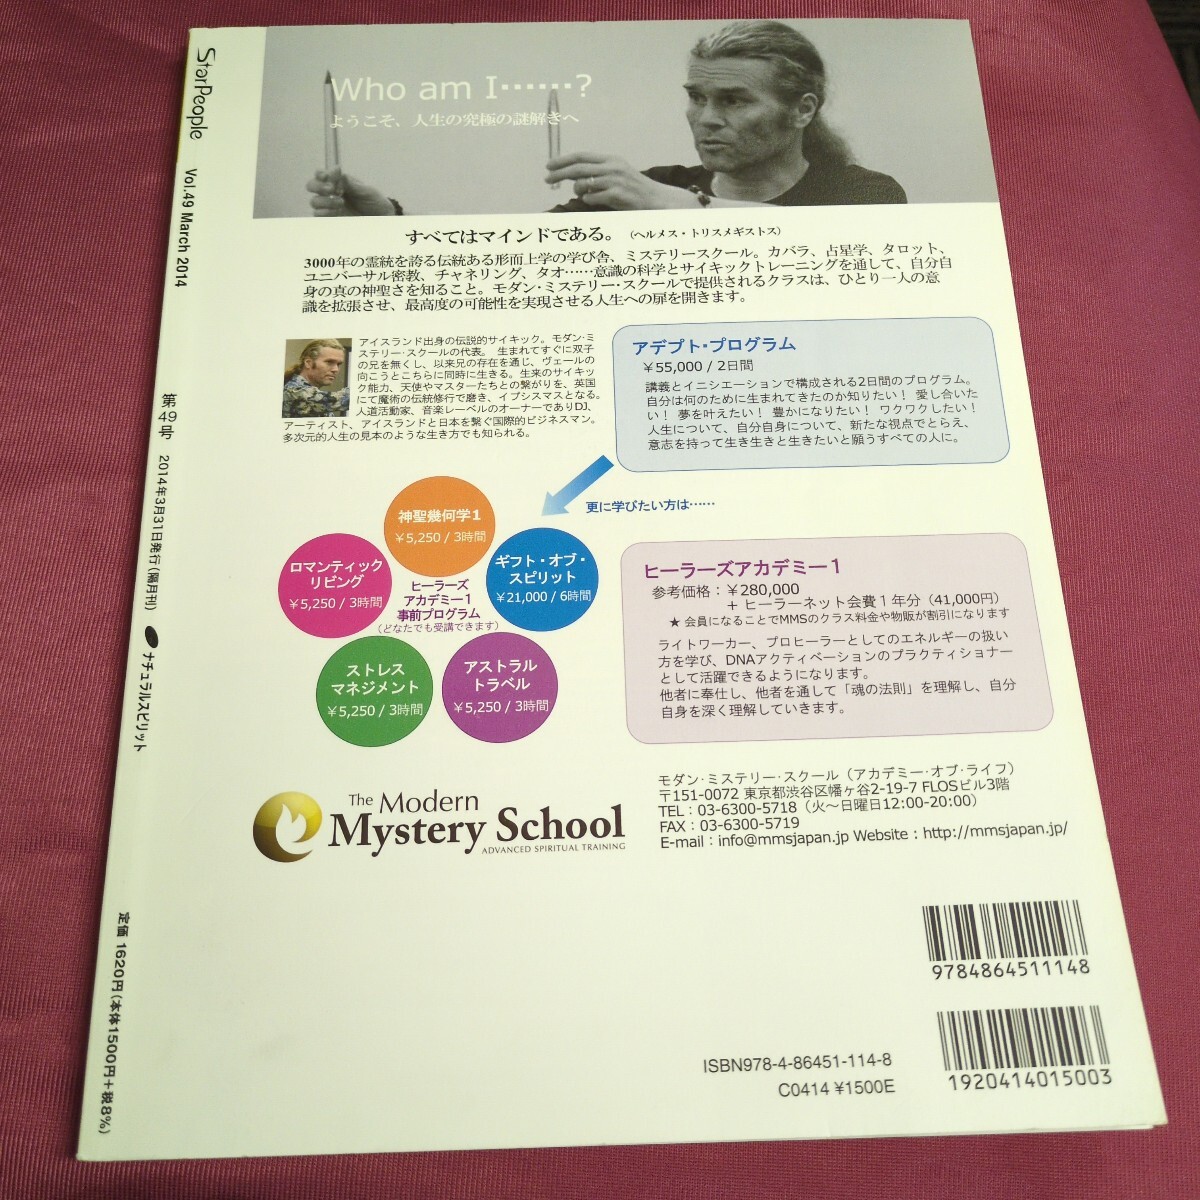 StarPeople
Vol.49 March 2014
第49号
2014年3月31日発行(隔月刊)
ナチュラルスピリット
定価 1620円(本体1500円+税8%)
Who am I……?
ようこそ、人生の究極の謎解きへ
すべてはマインドである。(ヘルメス・トリスメギストス)
3000年の霊統を誇る伝統ある形而上学の学び舎、ミステリースクール。カバラ、占星学、タロット、
ユニバーサル密教、チャネリング、タオ……意識の科学とサイキックトレーニングを通して、自分自
身の真の神聖さを知ること。モダン・ミステリー・スクールで提供されるクラスは、ひとり一人の意
識を拡張させ、最高度の可能性を実現させる人生への扉を開きます。
アイスランド出身の伝説的サイキック。モダン・ミ
ステリー・スクールの代表。 生まれてすぐに双子
の兄を無くし、以来兄の存在を通じ、ヴェールの
向こうとこちらに同時に生きる。生来のサイキッ
ク能力、天使やマスターたちとの繋がりを、英国
にて魔術の伝統修行で磨き、イプシスマスとなる。
人道活動家、音楽レーベルのオーナーでありDJ、
アーティスト、アイスランドと日本を繋ぐ国際的ビジネスマン。
多次元的人生の見本のような生き方でも知られる。
アデプト・プログラム
￥55,000 / 2日間
講義とイニシエーションで構成される2日間のプログラム。
自分は何のために生まれてきたのか知りたい！ 愛し合いた
い！ 夢を叶えたい！ 豊かになりたい！ ワクワクしたい！
人生について、自分自身について、新たな視点でとらえ、
意志を持って生き生きと生きたいと願うすべての人に。
更に学びたい方は……
神聖幾何学1
￥5,250 / 3時間
ロマンティック
リビング
￥5,250 / 3時間
ギフト・オブ・
スピリット
￥21,000 / 6時間
ヒーラーズ
アカデミー1
事前プログラム
(どなたでも受講できます)
ストレス
マネジメント
￥5,250 / 3時間
アストラル
トラベル
￥5,250 / 3時間
ヒーラーズアカデミー1
参考価格：￥280,000
+ ヒーラーネット会費１年分（41,000円）
★ 会員になることでMMSのクラス料金や物販が割引になります
ライトワーカー、プロヒーラーとしてのエネルギーの扱い
方を学び、DNAアクティベーションのプラクティショナー
として活躍できるようになります。
他者に奉仕し、他者を通して「魂の法則」を理解し、自分
自身を深く理解していきます。
The Modern
Mystery School
ADVANCED SPIRITUAL TRAINING
モダン・ミステリー・スクール（アカデミー・オブ・ライフ）
〒151-0072 東京都渋谷区幡ヶ谷2-19-7 FLOSビル3階
TEL：03-6300-5718（火～日曜日12:00-20:00）
FAX：03-6300-5719
E-mail：info@mmsjapan.jp Website：http://mmsjapan.jp/
9784864511148
ISBN978-4-86451-114-8
C0414 ¥1500E
1920414015003